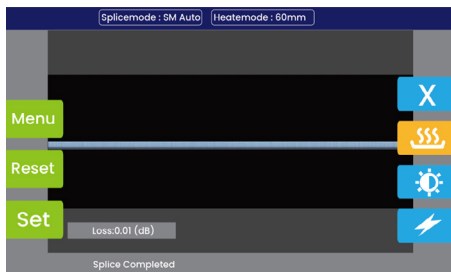 Splicemode : SM Auto Heatemode : 60mm
X
Menu
Reset
Set
Loss:0.01 (dB)
Splice Completed